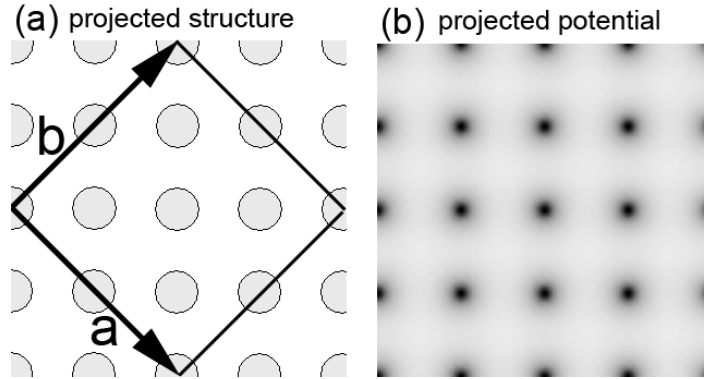 (a) projected structure
(b) projected potential
b
a